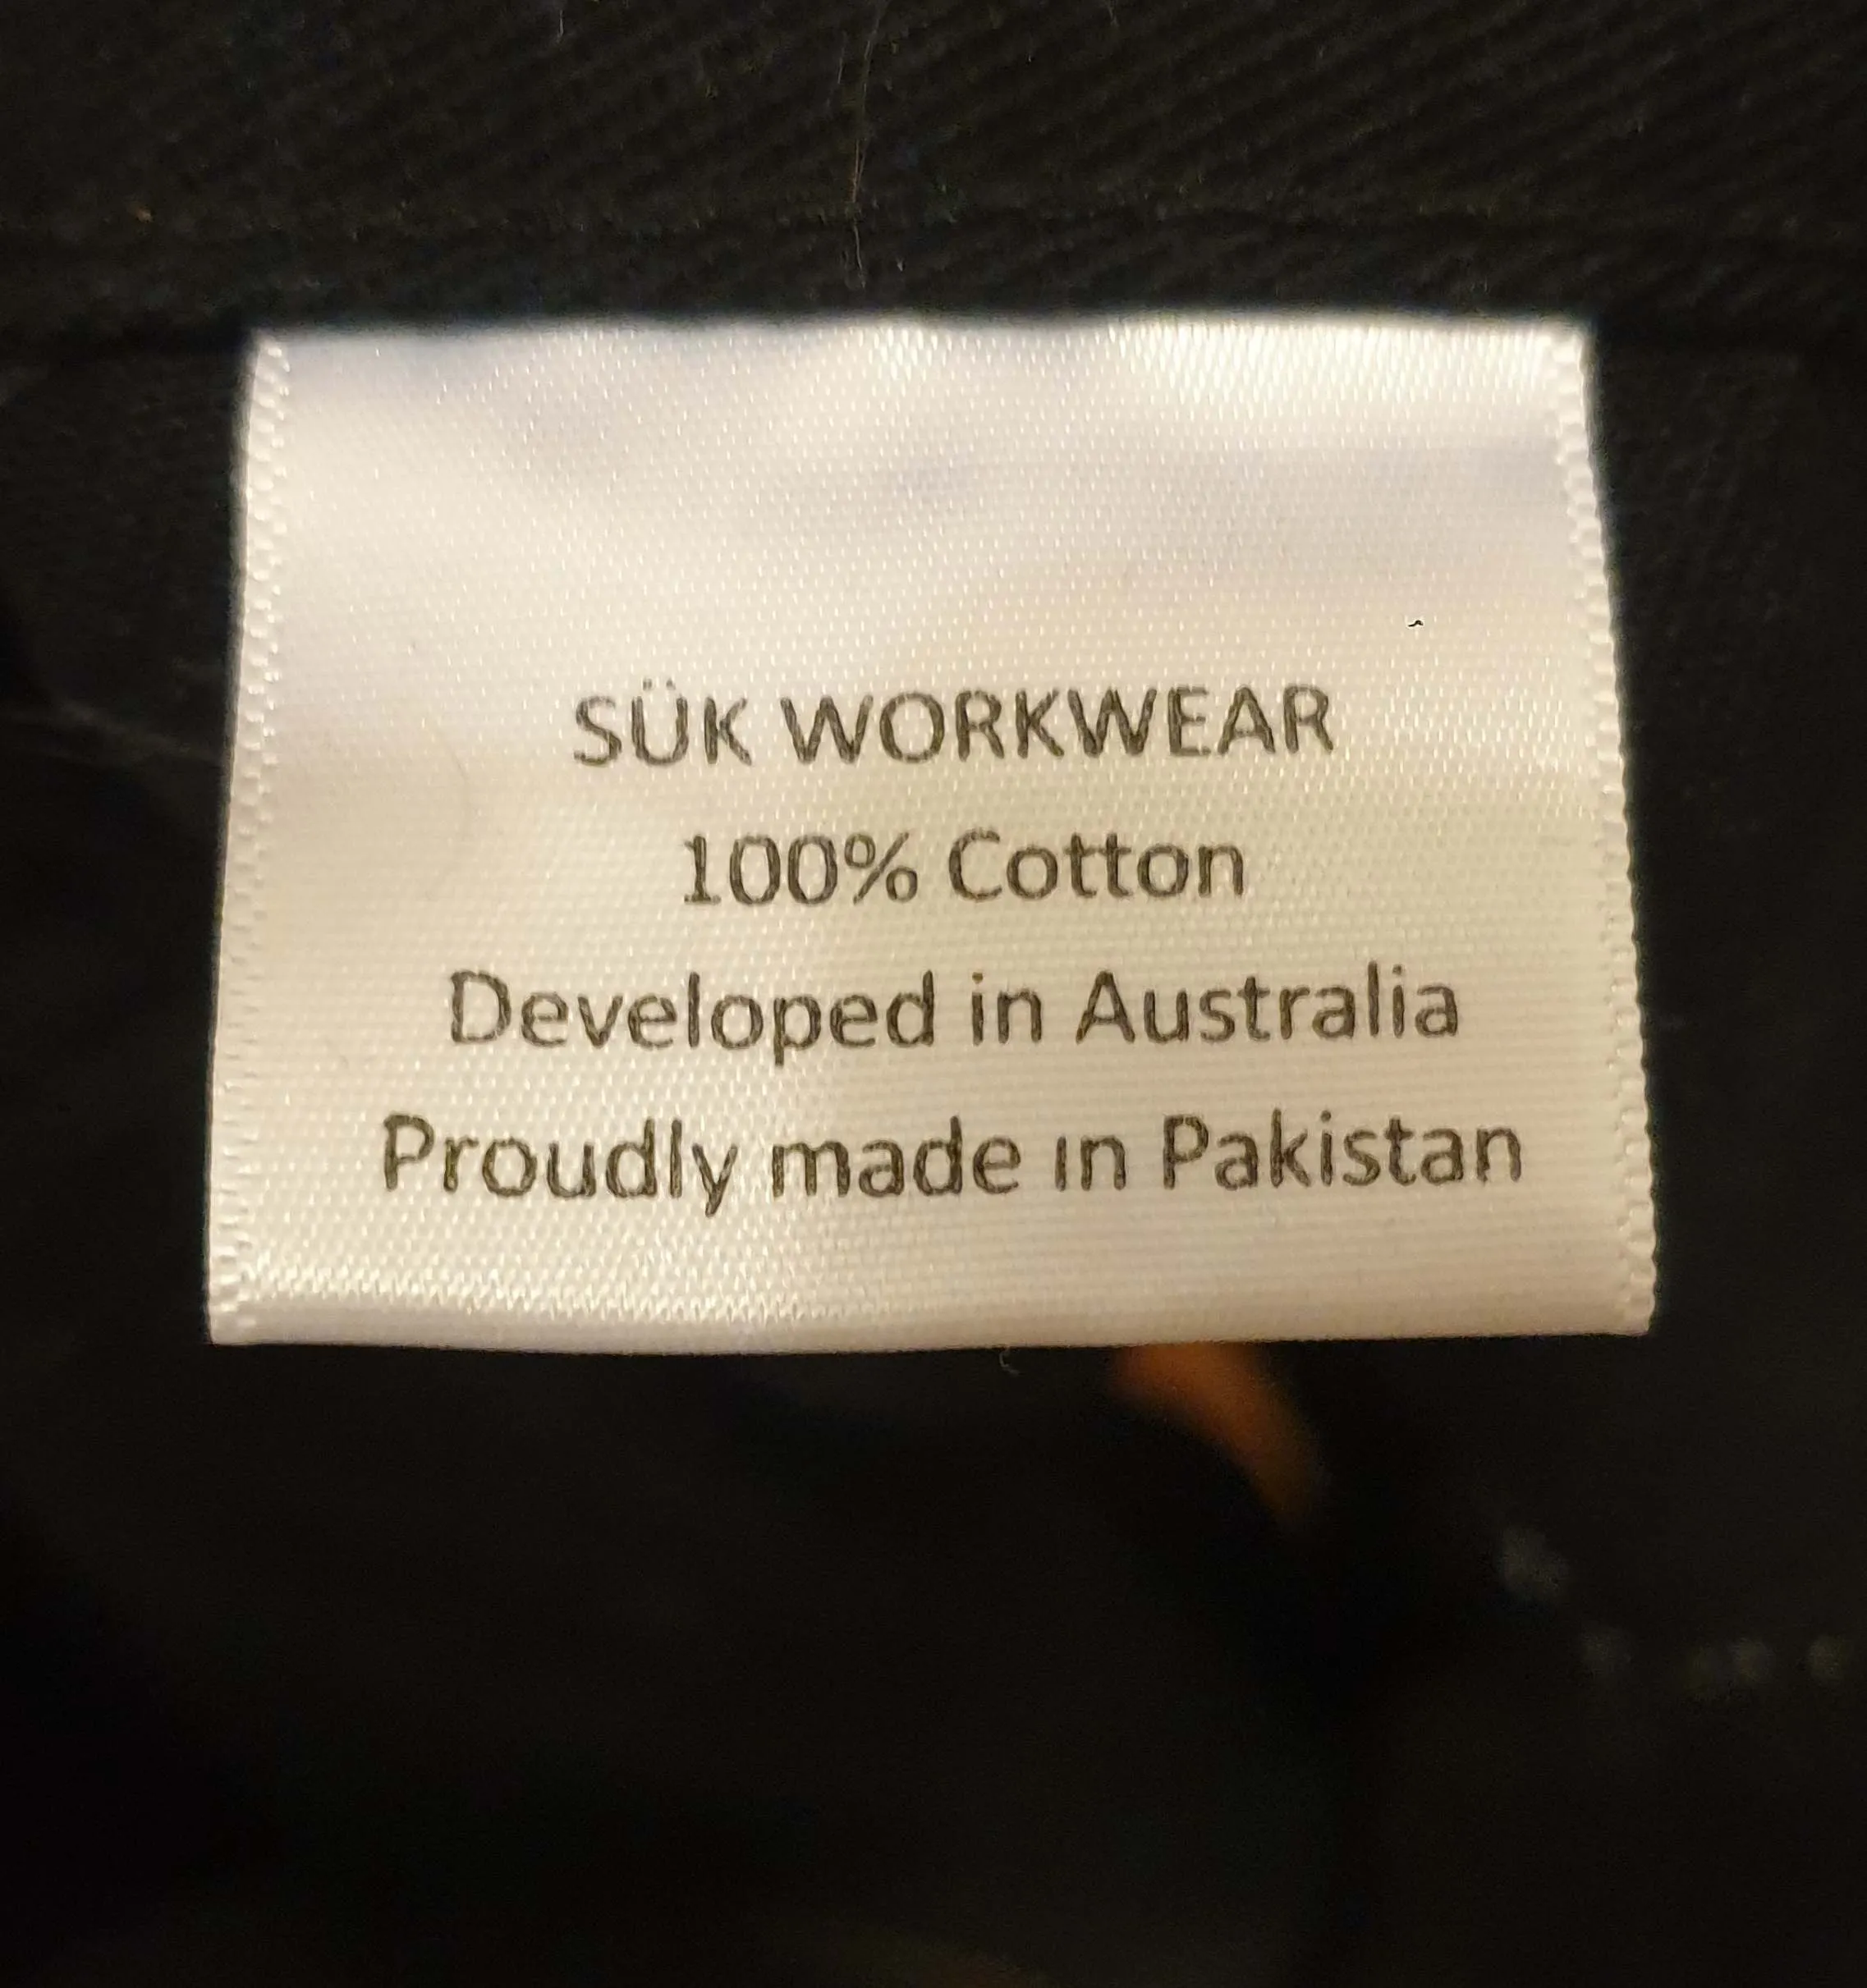 SÜK WORKWEAR
100% Cotton
Developed in Australia
Proudly made in Pakistan